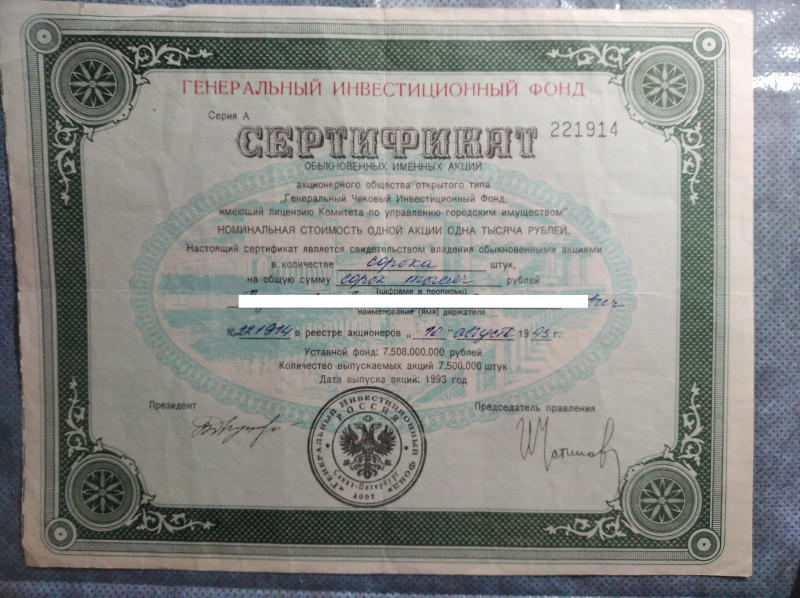 ГЕНЕРАЛЬНЫЙ ИНВЕСТИЦИОННЫЙ ФОНД
Серия А
221914
СЕРТИФИКАТ
ОБЫКНОВЕННЫХ ИМЕННЫХ АКЦИЙ
акционерного общества открытого типа
„Генеральный Чековый Инвестиционный Фонд,
имеющий лицензию Комитета по управлению городским имуществом"
НОМИНАЛЬНАЯ СТОИМОСТЬ ОДНОЙ АКЦИИ ОДНА ТЫСЯЧА РУБЛЕЙ.
Настоящий сертификат является свидетельством владения обыкновенными акциями
в количестве сорока штук,
на общую сумму сорок тысяч рублей
(цифрами и прописью)
наименование (имя) держателя
№ 221914 в реестре акционеров „10" августа 1993 г.
Уставной фонд: 7.508.000.000 рублей
Количество выпускаемых акций 7.500.000 штук
Дата выпуска акций: 1993 год
Президент
Председатель правления
«Генеральный Инвестиционный Фонд»
РОССИЯ
Санкт-Петербург